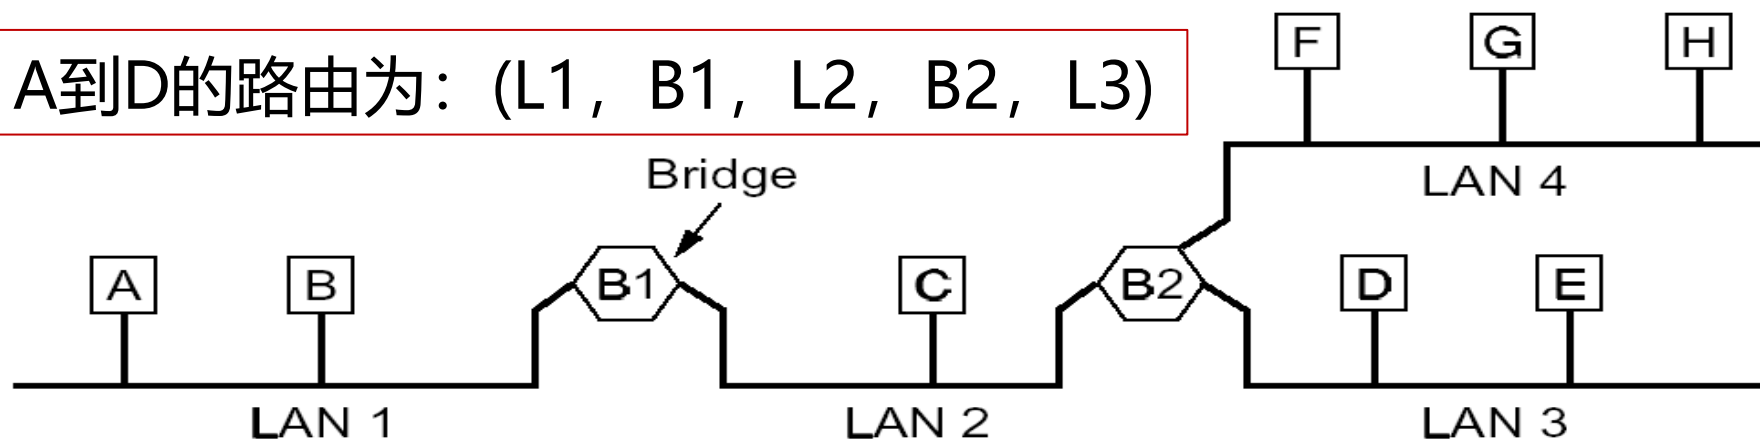 A到D的路由为：(L1，B1，L2，B2，L3)
F G H
Bridge
LAN 4
A B B1 C B2 D E
LAN 1 LAN 2 LAN 3